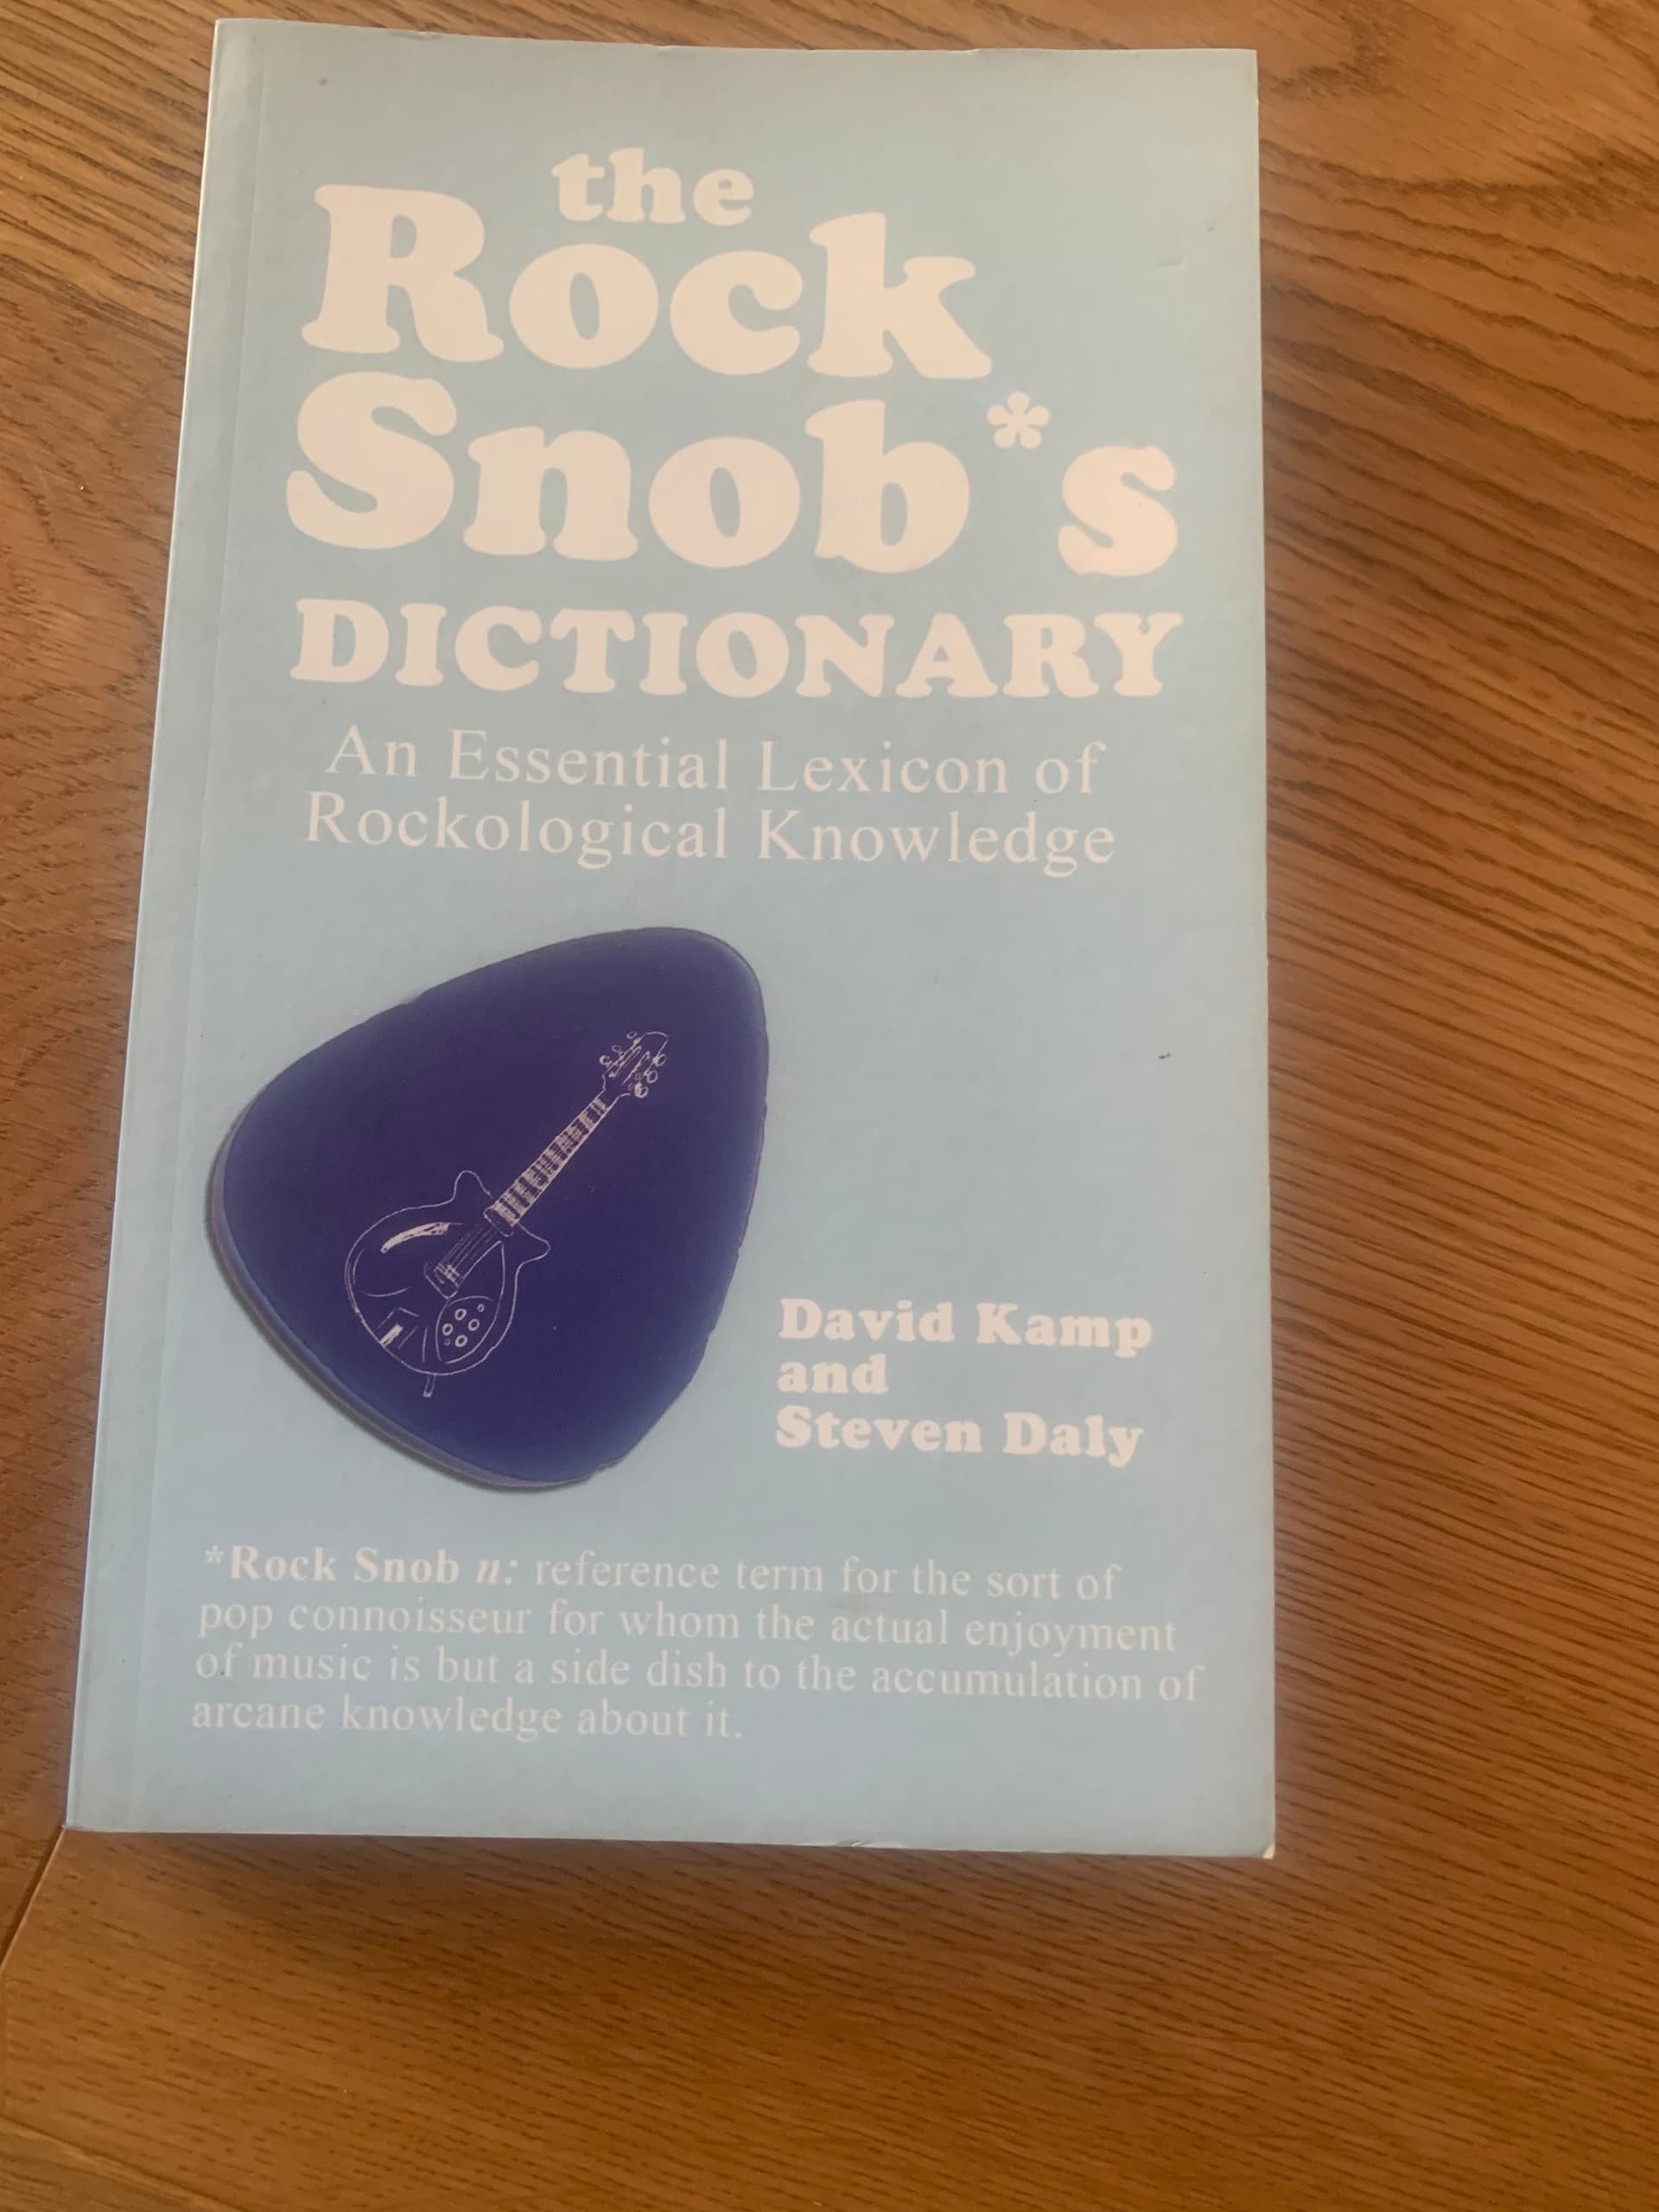 the
Rock
Snob*s
DICTIONARY
An Essential Lexicon of
Rockological Knowledge
David Kamp
and
Steven Daly
*Rock Snob n: reference term for the sort of
pop connoisseur for whom the actual enjoyment
of music is but a side dish to the accumulation of
arcane knowledge about it.